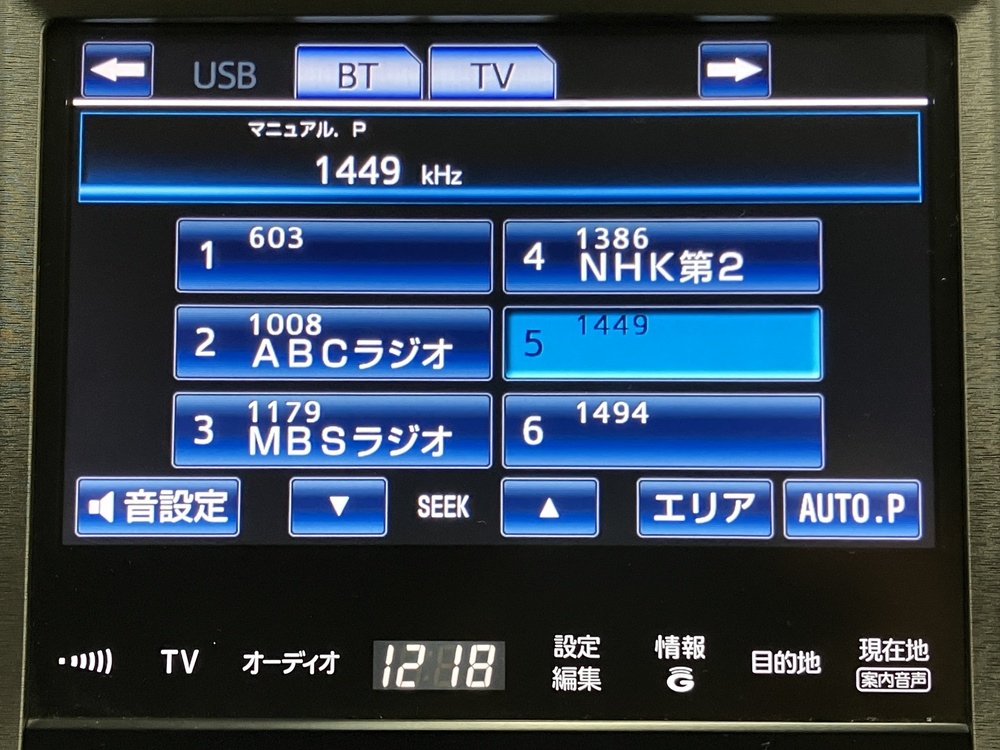 USB BT TV
マニュアル. P
1449 kHz
1 603
2 1008
ABCラジオ
3 1179
MBSラジオ
4 1386
NHK第2
5 1449
6 1494
音設定 ▼ SEEK ▲ エリア AUTO.P
TV オーディオ 12 18 設定
編集 情報
G 目的地 現在地
案内音声